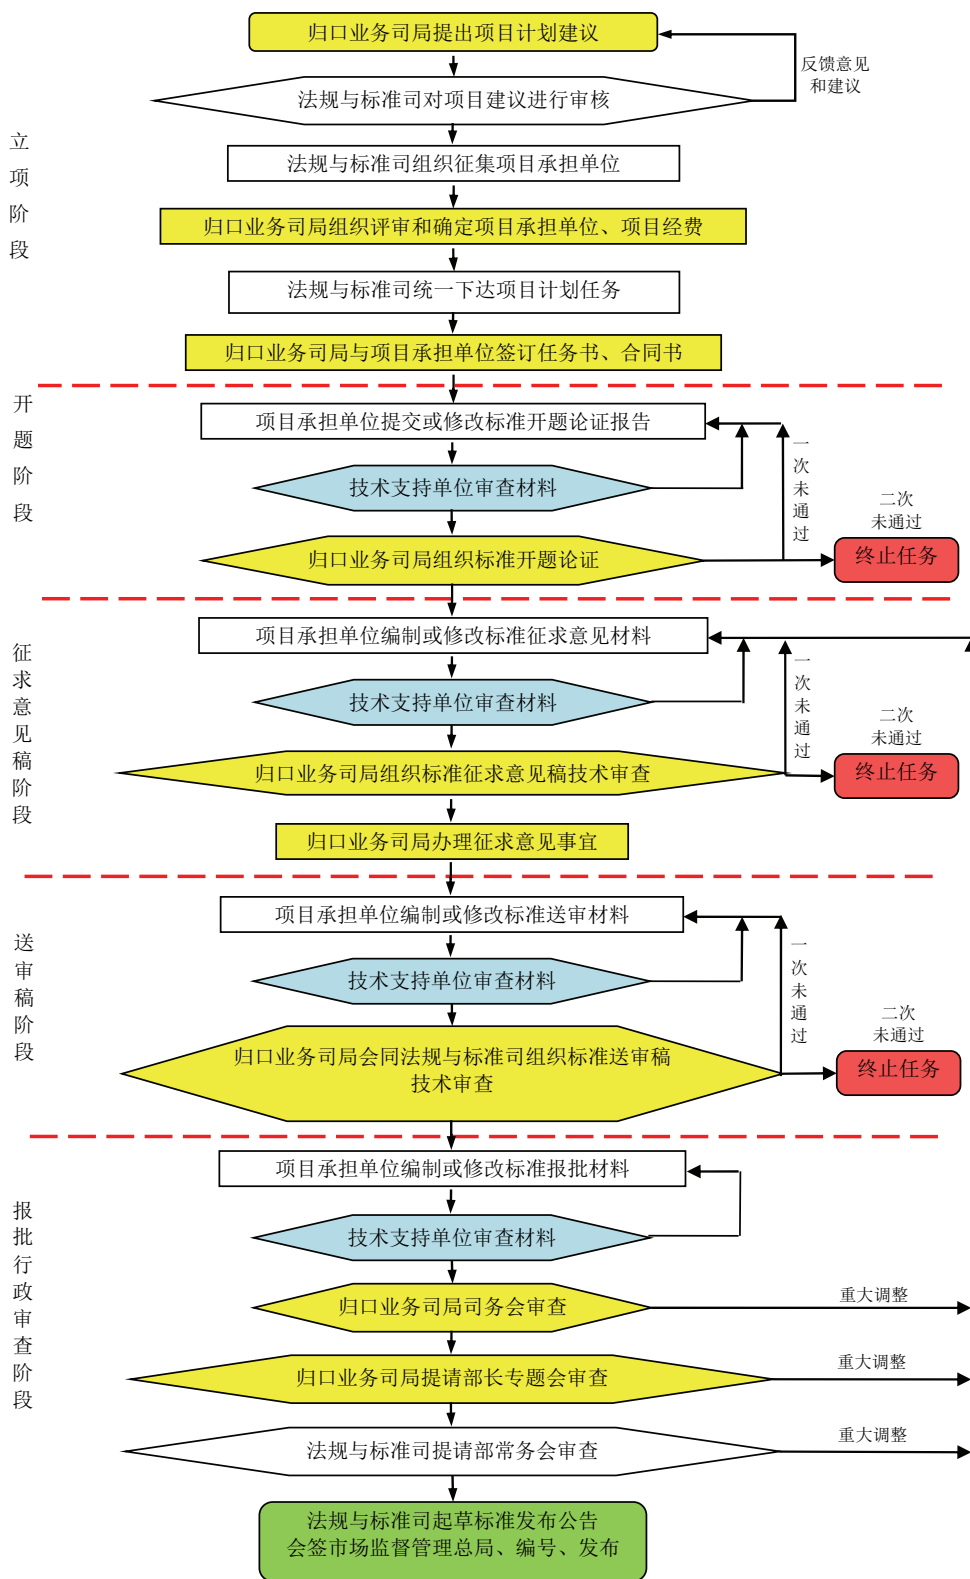 归口业务司局提出项目计划建议
反馈意见
和建议
法规与标准司对项目建议进行审核
立项阶段
法规与标准司组织征集项目承担单位
归口业务司局组织评审和确定项目承担单位、项目经费
法规与标准司统一下达项目计划任务
归口业务司局与项目承担单位签订任务书、合同书
开题阶段
项目承担单位提交或修改标准开题论证报告
技术支持单位审查材料
一次未通过
二次
未通过
归口业务司局组织标准开题论证
终止任务
征求意见稿阶段
项目承担单位编制或修改标准征求意见材料
技术支持单位审查材料
一次未通过
二次
未通过
归口业务司局组织标准征求意见稿技术审查
终止任务
归口业务司局办理征求意见事宜
送审稿阶段
项目承担单位编制或修改标准送审材料
技术支持单位审查材料
一次未通过
二次
未通过
归口业务司局会同法规与标准司组织标准送审稿
技术审查
终止任务
报批行政审查阶段
项目承担单位编制或修改标准报批材料
技术支持单位审查材料
归口业务司局司务会审查
重大调整
归口业务司局提请部长专题会审查
重大调整
法规与标准司提请部常务会审查
重大调整
法规与标准司起草标准发布公告
会签市场监督管理总局、编号、发布